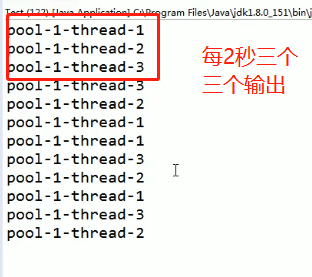 Test (122) [Java Application] C:\Program Files\Java\jdk1.8.0_151\bin\j
pool-1-thread-1
pool-1-thread-2
pool-1-thread-3
pool-1-thread-3
pool-1-thread-2
pool-1-thread-1
pool-1-thread-1
pool-1-thread-3
pool-1-thread-2
pool-1-thread-1
pool-1-thread-3
pool-1-thread-2
每2秒三个
三个输出